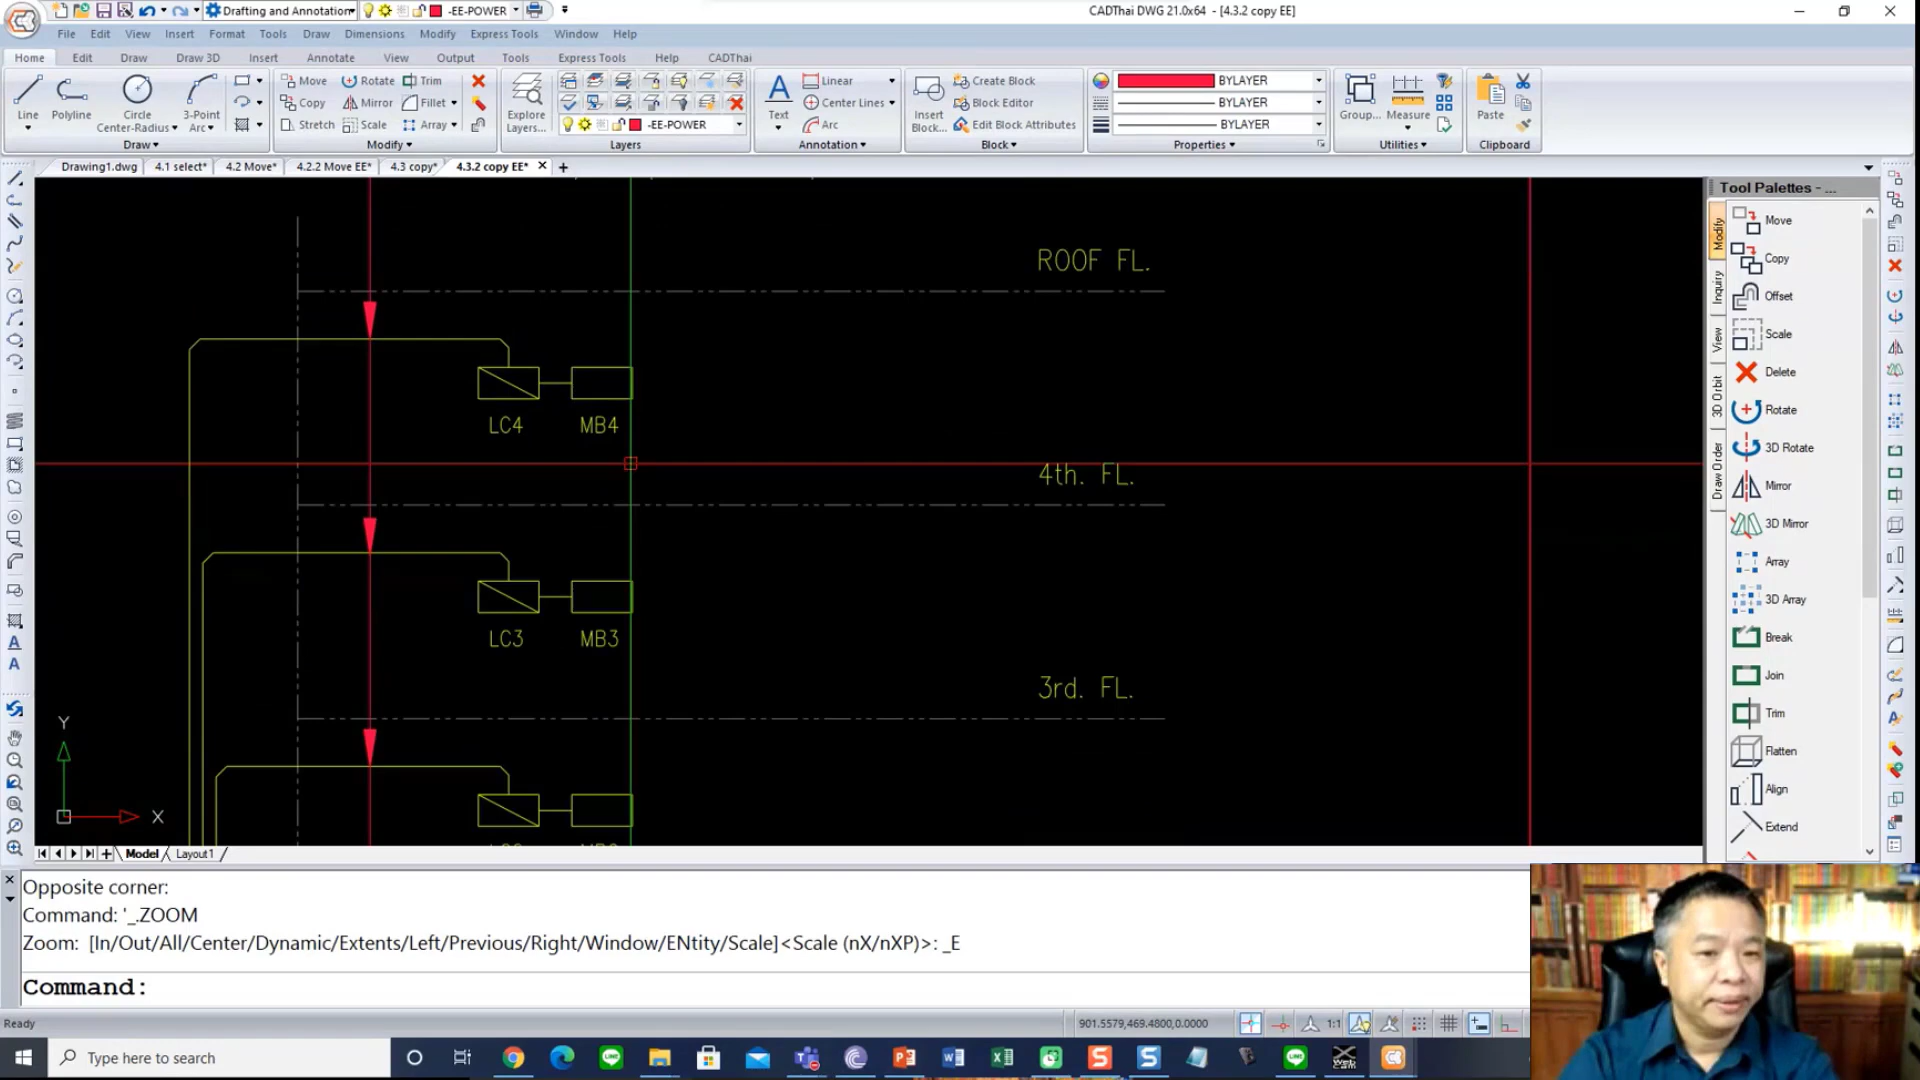 Drafting and Annotation
-EE-POWER
CADThai DWG 21.0x64 - [4.3.2 copy EE]
File Edit View Insert Format Tools Draw Dimensions Modify Express Tools Window Help
Home Edit Draw Draw 3D Insert Annotate View Output Tools Express Tools Help CADThai
Line
Polyline
Circle
Center-Radius
3-Point
Arc
Draw
Move Rotate Trim
Copy Mirror Fillet
Stretch Scale Array
Modify
Explore
Layers...
-EE-POWER
Layers
Text
Linear
Center Lines
Arc
Annotation
Insert
Block...
Create Block
Block Editor
Edit Block Attributes
Block
BYLAYER
BYLAYER
BYLAYER
Properties
Group...
Measure
Utilities
Paste
Clipboard
Drawing1.dwg 4.1 select* 4.2 Move* 4.2.2 Move EE* 4.3 copy* 4.3.2 copy EE*
ROOF FL.
LC4 MB4
4th. FL.
LC3 MB3
3rd. FL.
Y
X
Model Layout1
Tool Palettes - ...
Modify
Inquiry
View
3D Orbit
Draw Order
Move
Copy
Offset
Scale
Delete
Rotate
3D Rotate
Mirror
3D Mirror
Array
3D Array
Break
Join
Trim
Flatten
Align
Extend
Opposite corner:
Command: '_.ZOOM
Zoom: [In/Out/All/Center/Dynamic/Extents/Left/Previous/Right/Window/ENtity/Scale]<Scale (nX/nXP)>: _E
Command:
Ready
901.5579,469.4800,0.0000
1:1
Type here to search